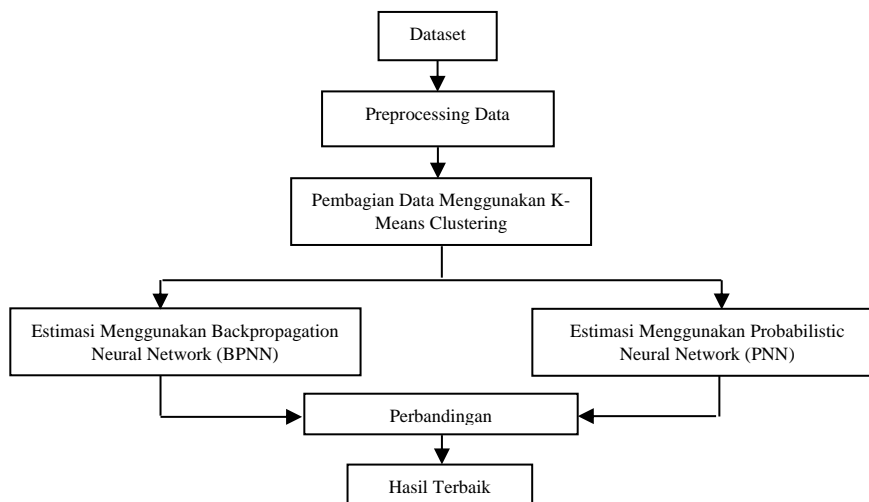 Dataset
Preprocessing Data
Pembagian Data Menggunakan K-
Means Clustering
Estimasi Menggunakan Backpropagation
Neural Network (BPNN)
Estimasi Menggunakan Probabilistic
Neural Network (PNN)
Perbandingan
Hasil Terbaik